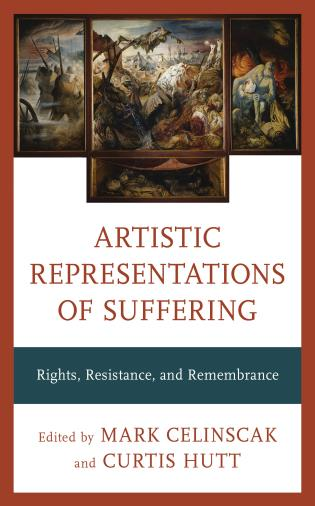 ARTISTIC
REPRESENTATIONS
OF SUFFERING
Rights, Resistance, and Remembrance
Edited by MARK CELINSCAK
and CURTIS HUTT